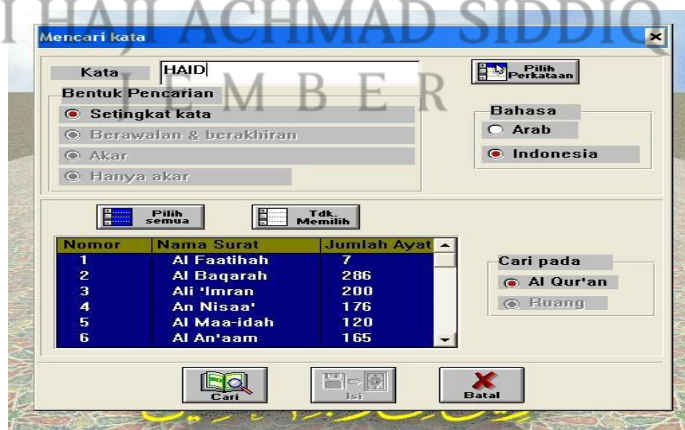 I HAJI ACHMAD SIDDIQ
Mencari kata
JEMBER
Kata HAID
Pilih Perkataan
Bentuk Pencarian
Setingkat kata
Berawalan & berakhiran
Akar
Hanya akar
Bahasa
Arab
Indonesia
Pilih semua
Tdk. Memilih
Nomor Nama Surat Jumlah Ayat
1 Al Faatihah 7
2 Al Baqarah 286
3 Ali 'Imran 200
4 An Nisaa' 176
5 Al Maa-idah 120
6 Al An'aam 165
Cari pada
Al Qur'an
Ruang
Cari
Isi
Batal